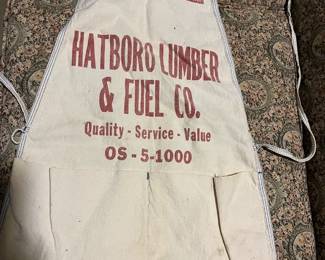 HATBORO LUMBER
& FUEL CO.
Quality - Service - Value
OS - 5-1000